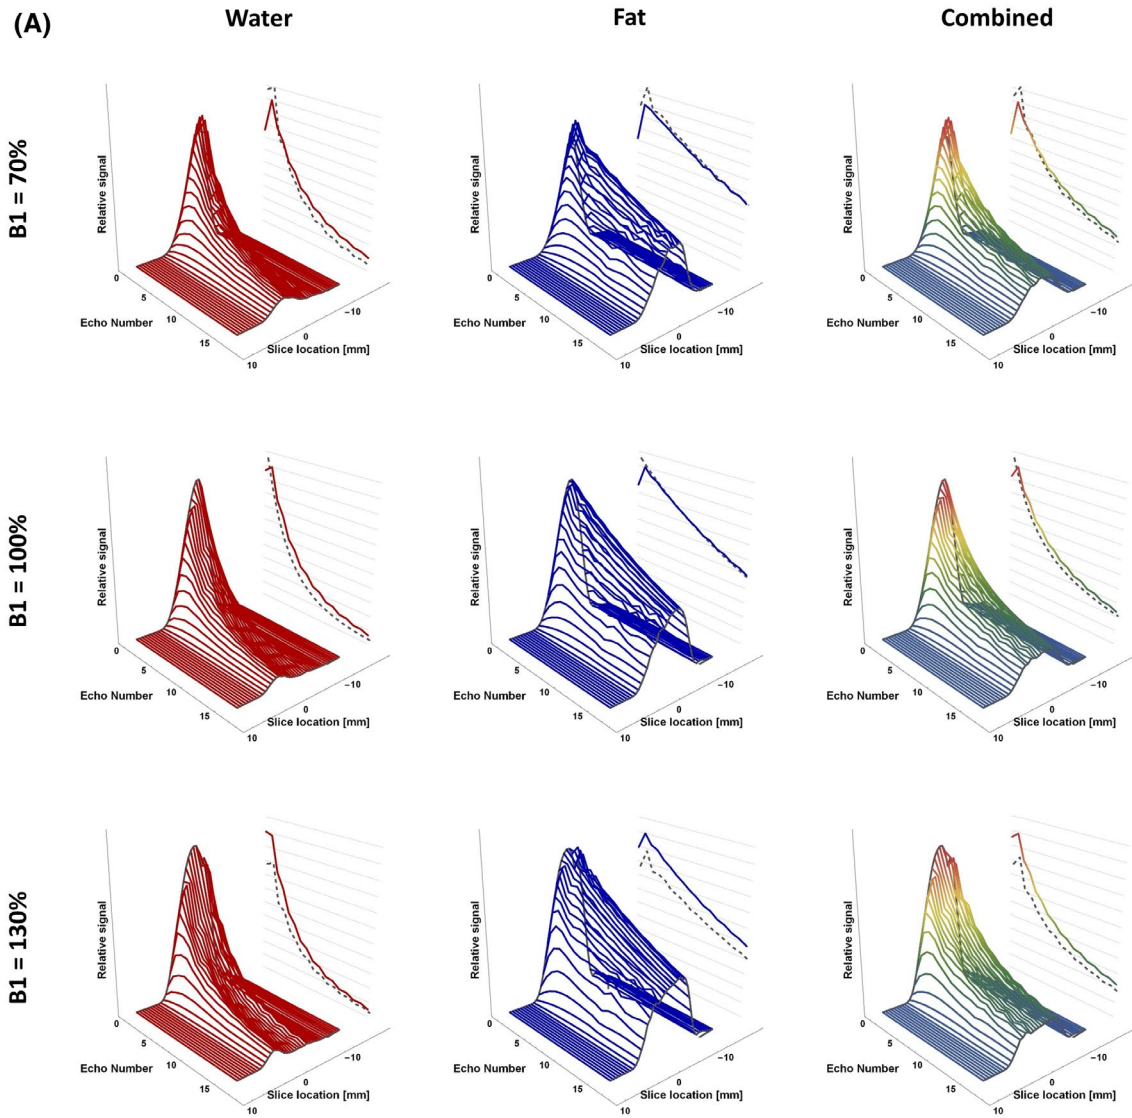 (A)
Water
Fat
Combined
B1 = 70%
Relative signal
0
5
10
15
Echo Number
10
0
−10
Slice location [mm]
Relative signal
0
5
10
15
Echo Number
10
0
−10
Slice location [mm]
Relative signal
0
5
10
15
Echo Number
10
0
−10
Slice location [mm]
B1 = 100%
Relative signal
0
5
10
15
Echo Number
10
0
−10
Slice location [mm]
Relative signal
0
5
10
15
Echo Number
10
0
−10
Slice location [mm]
Relative signal
0
5
10
15
Echo Number
10
0
−10
Slice location [mm]
B1 = 130%
Relative signal
0
5
10
15
Echo Number
10
0
−10
Slice location [mm]
Relative signal
0
5
10
15
Echo Number
10
0
−10
Slice location [mm]
Relative signal
0
5
10
15
Echo Number
10
0
−10
Slice location [mm]